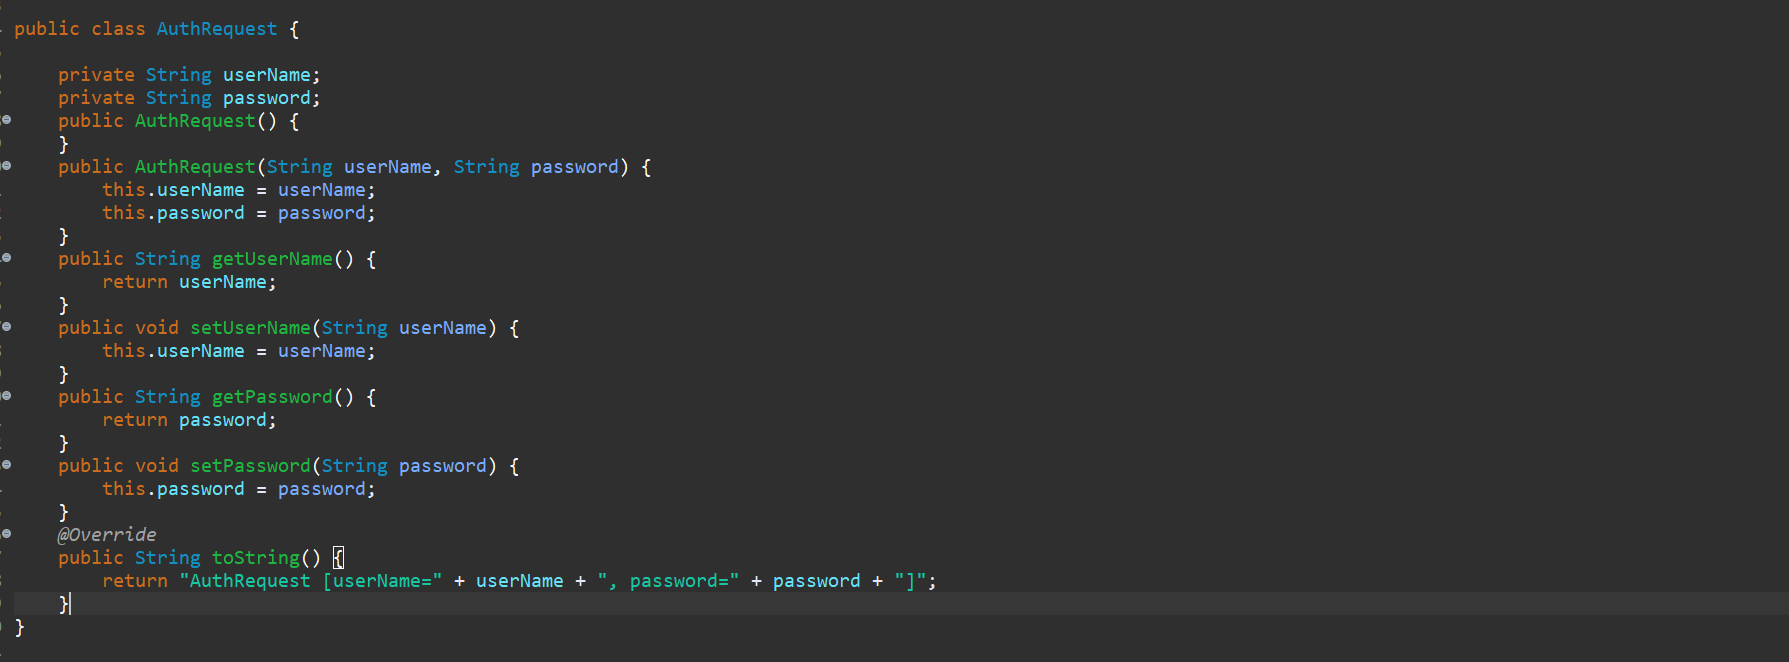 public class AuthRequest {
    private String userName;
    private String password;
    public AuthRequest() {
    }
    public AuthRequest(String userName, String password) {
        this.userName = userName;
        this.password = password;
    }
    public String getUserName() {
        return userName;
    }
    public void setUserName(String userName) {
        this.userName = userName;
    }
    public String getPassword() {
        return password;
    }
    public void setPassword(String password) {
        this.password = password;
    }
    @Override
    public String toString() {
        return "AuthRequest [userName=" + userName + ", password=" + password + "]";
    }
}